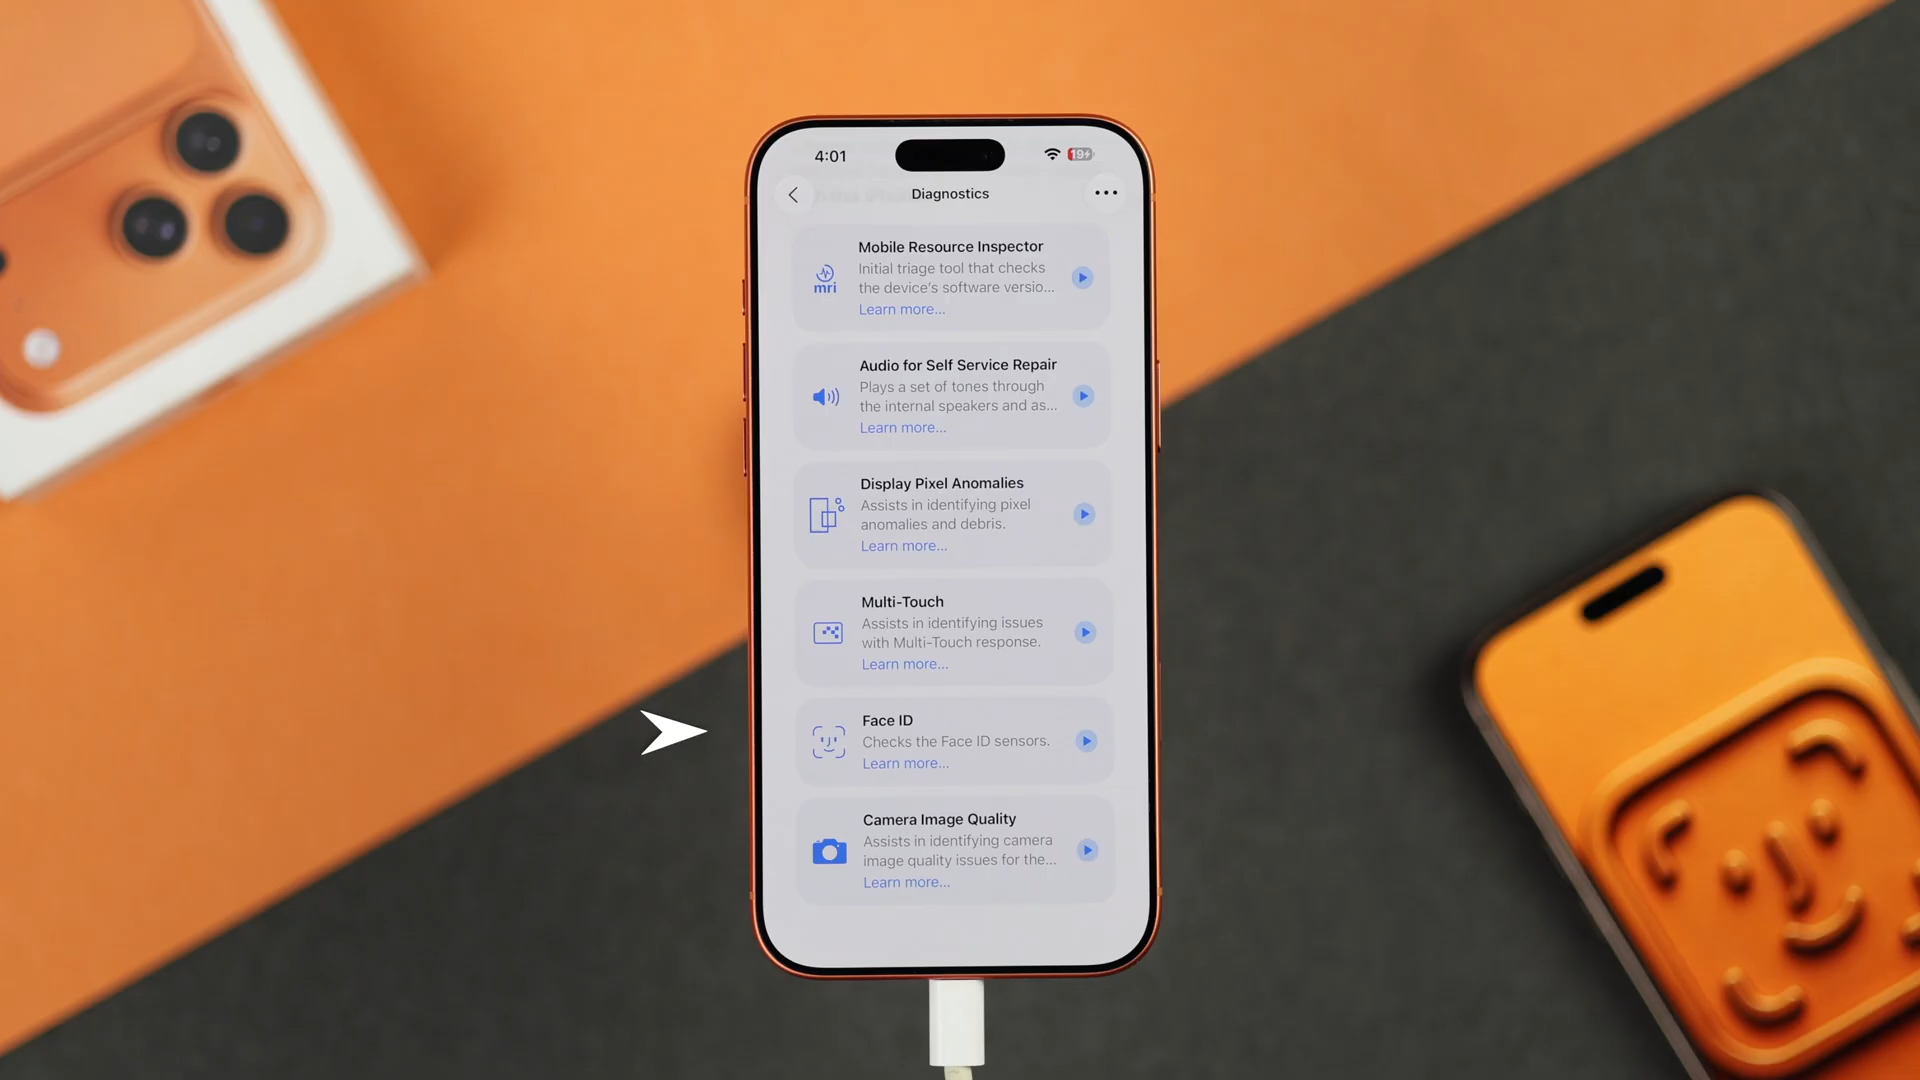 4:01
19
Diagnostics
Mobile Resource Inspector
Initial triage tool that checks
the device's software versio...
mri
Learn more...
Audio for Self Service Repair
Plays a set of tones through
the internal speakers and as...
Learn more...
Display Pixel Anomalies
Assists in identifying pixel
anomalies and debris.
Learn more...
Multi-Touch
Assists in identifying issues
with Multi-Touch response.
Learn more...
Face ID
Checks the Face ID sensors.
Learn more...
Camera Image Quality
Assists in identifying camera
image quality issues for the...
Learn more...